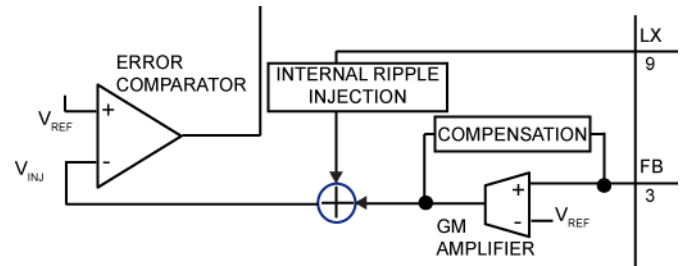 LX
9
ERROR
COMPARATOR
INTERNAL RIPPLE
INJECTION
+
VREF
-
VINJ
COMPENSATION
FB
3
+
-
VREF
GM
AMPLIFIER